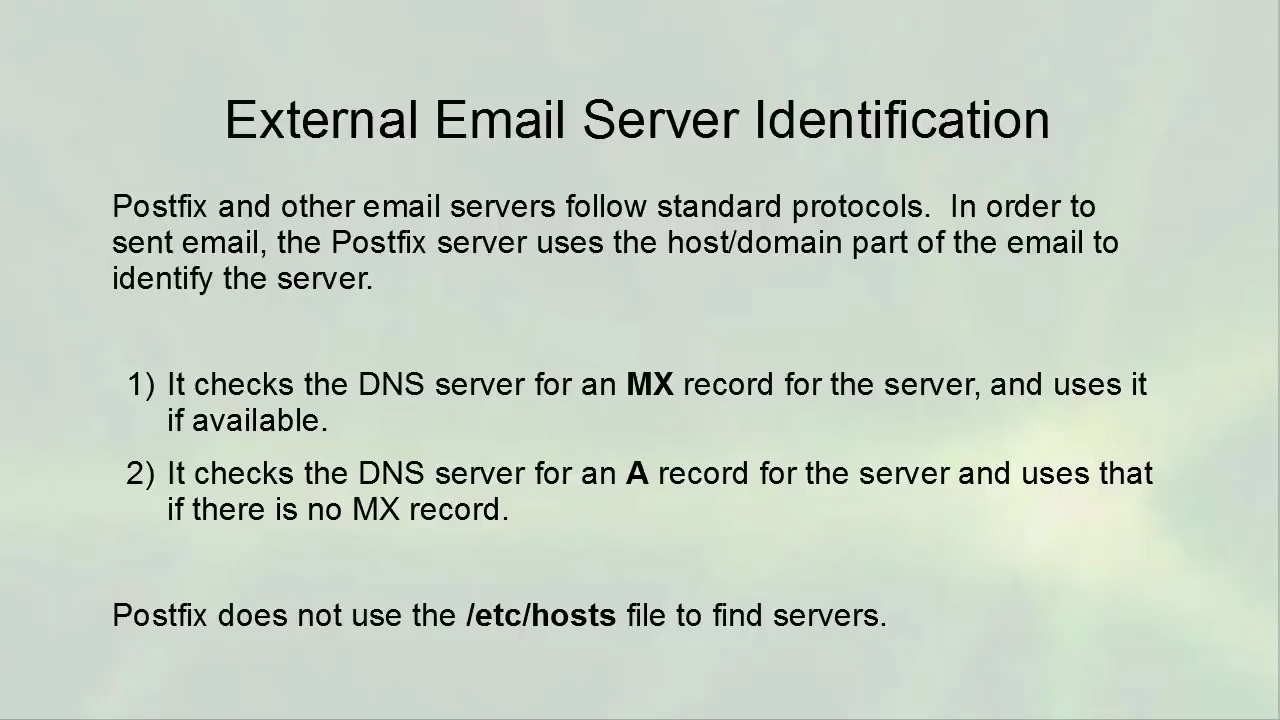 External Email Server Identification
Postfix and other email servers follow standard protocols.  In order to
sent email, the Postfix server uses the host/domain part of the email to
identify the server.
1) It checks the DNS server for an MX record for the server, and uses it
if available.
2) It checks the DNS server for an A record for the server and uses that
if there is no MX record.
Postfix does not use the /etc/hosts file to find servers.